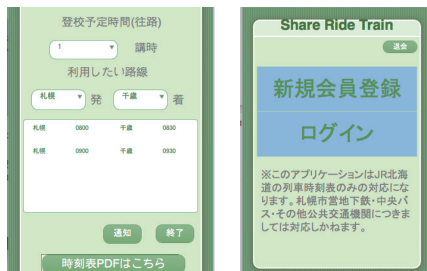 登校予定時間(往路)
1 講時
利用したい路線
札幌 発 千歳 着
札幌 0800 千歳 0830
札幌 0900 千歳 0930
通知 終了
時刻表PDFはこちら
Share Ride Train
退会
新規会員登録
ログイン
※このアプリケーションはJR北海
道の列車時刻表のみの対応にな
ります。札幌市営地下鉄・中央バ
ス・その他公共交通機関につきま
しては対応しかねます。